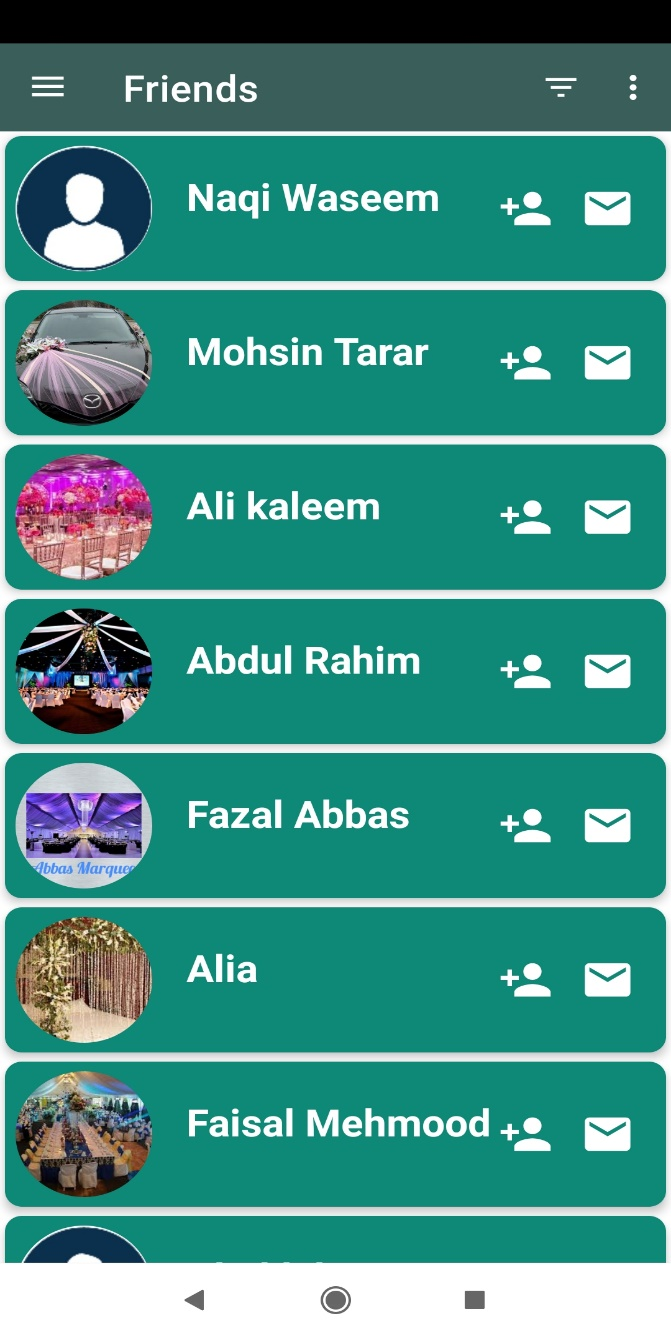 Friends
Naqi Waseem
Mohsin Tarar
Ali kaleem
Abdul Rahim
Fazal Abbas
Abbas Marquee
Alia
Faisal Mehmood